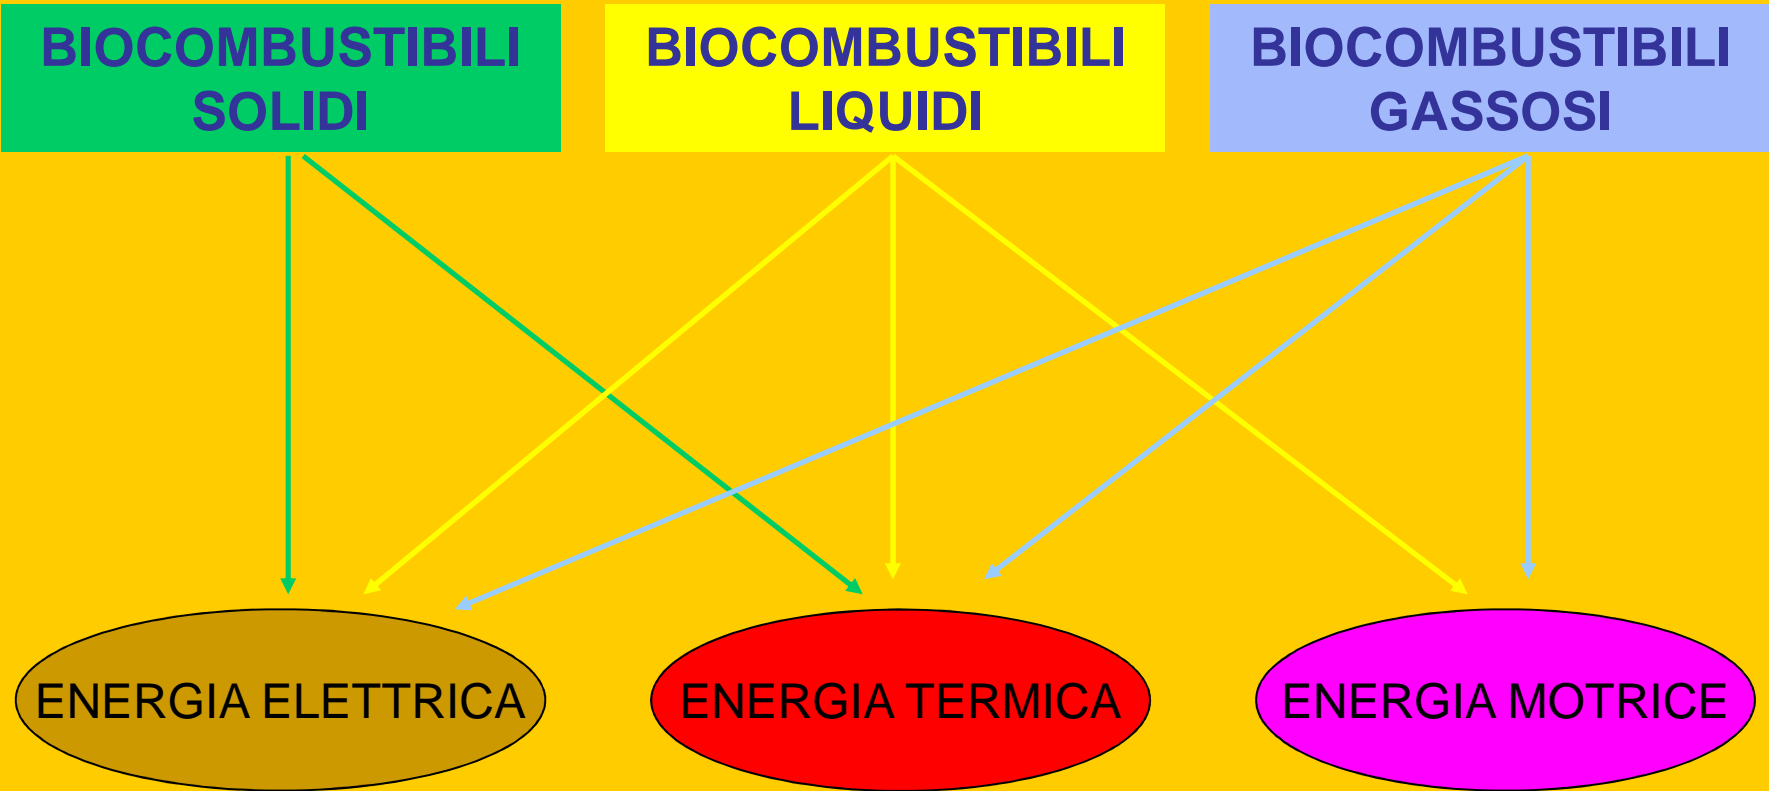 BIOCOMBUSTIBILI
SOLIDI
BIOCOMBUSTIBILI
LIQUIDI
BIOCOMBUSTIBILI
GASSOSI
ENERGIA ELETTRICA
ENERGIA TERMICA
ENERGIA MOTRICE